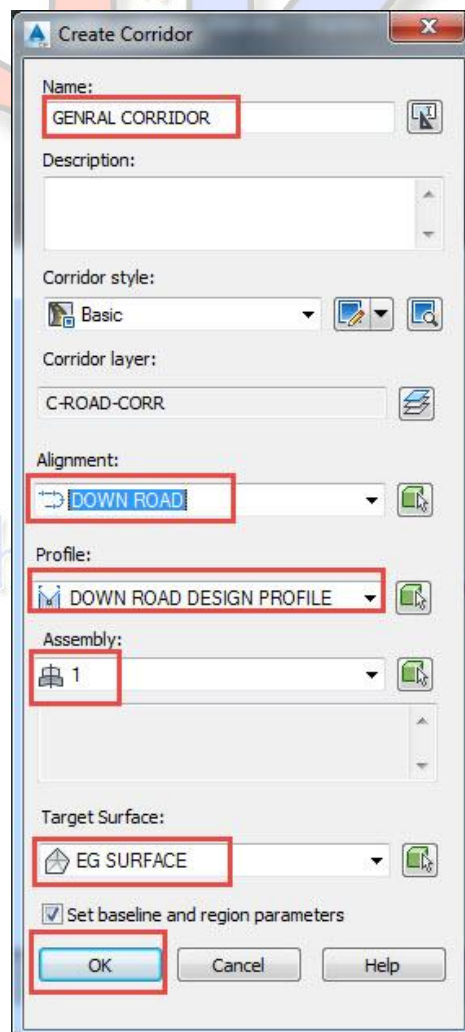 Create Corridor
Name:
GENRAL CORRIDOR
Description:
Corridor style:
Basic
Corridor layer:
C-ROAD-CORR
Alignment:
DOWN ROAD
Profile:
DOWN ROAD DESIGN PROFILE
Assembly:
1
Target Surface:
EG SURFACE
Set baseline and region parameters
OK Cancel Help